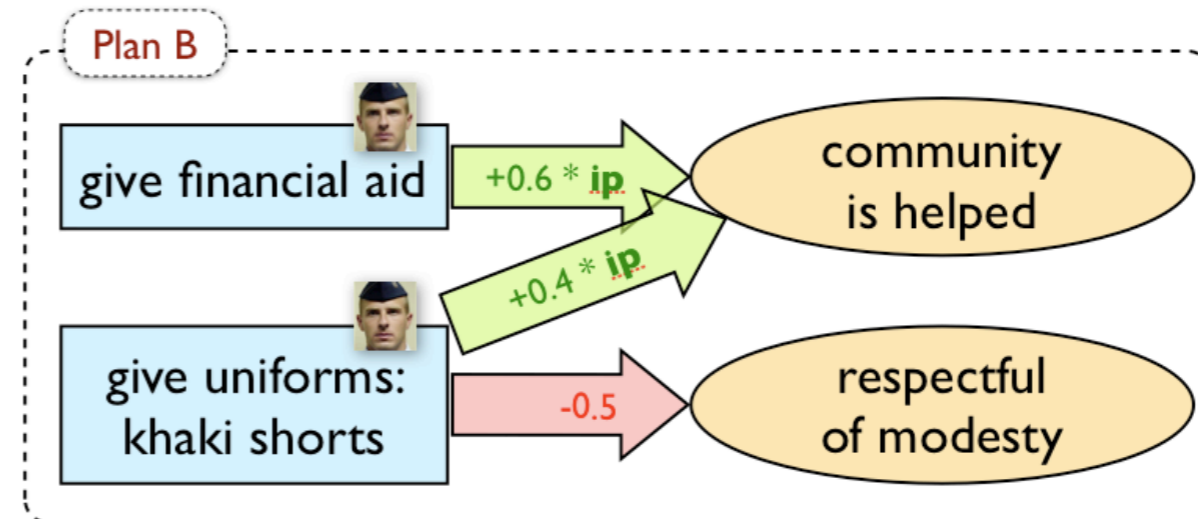 Plan B
give financial aid
+0.6 * ip
community
is helped
+0.4 * ip
give uniforms:
khaki shorts
-0.5
respectful
of modesty